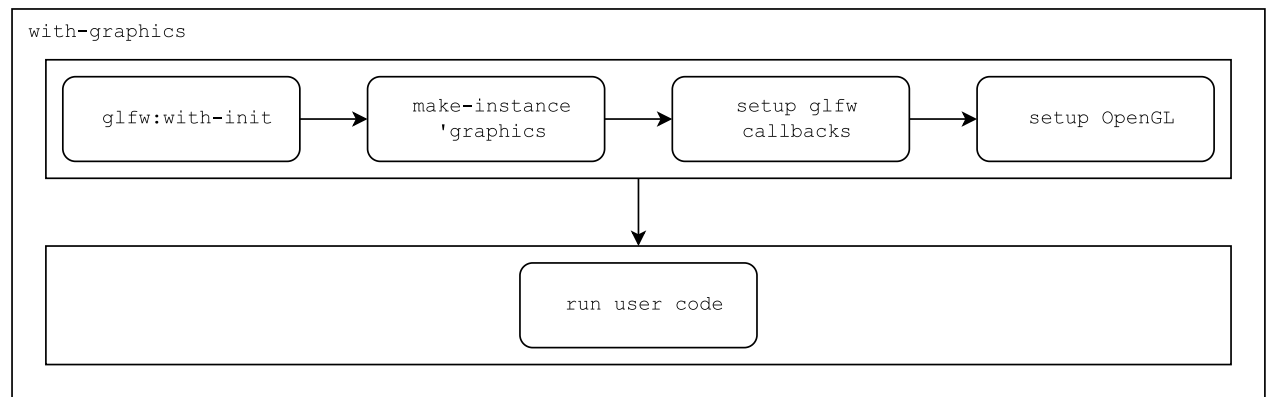 with-graphics
glfw:with-init
make-instance
'graphics
setup glfw
callbacks
setup OpenGL
run user code